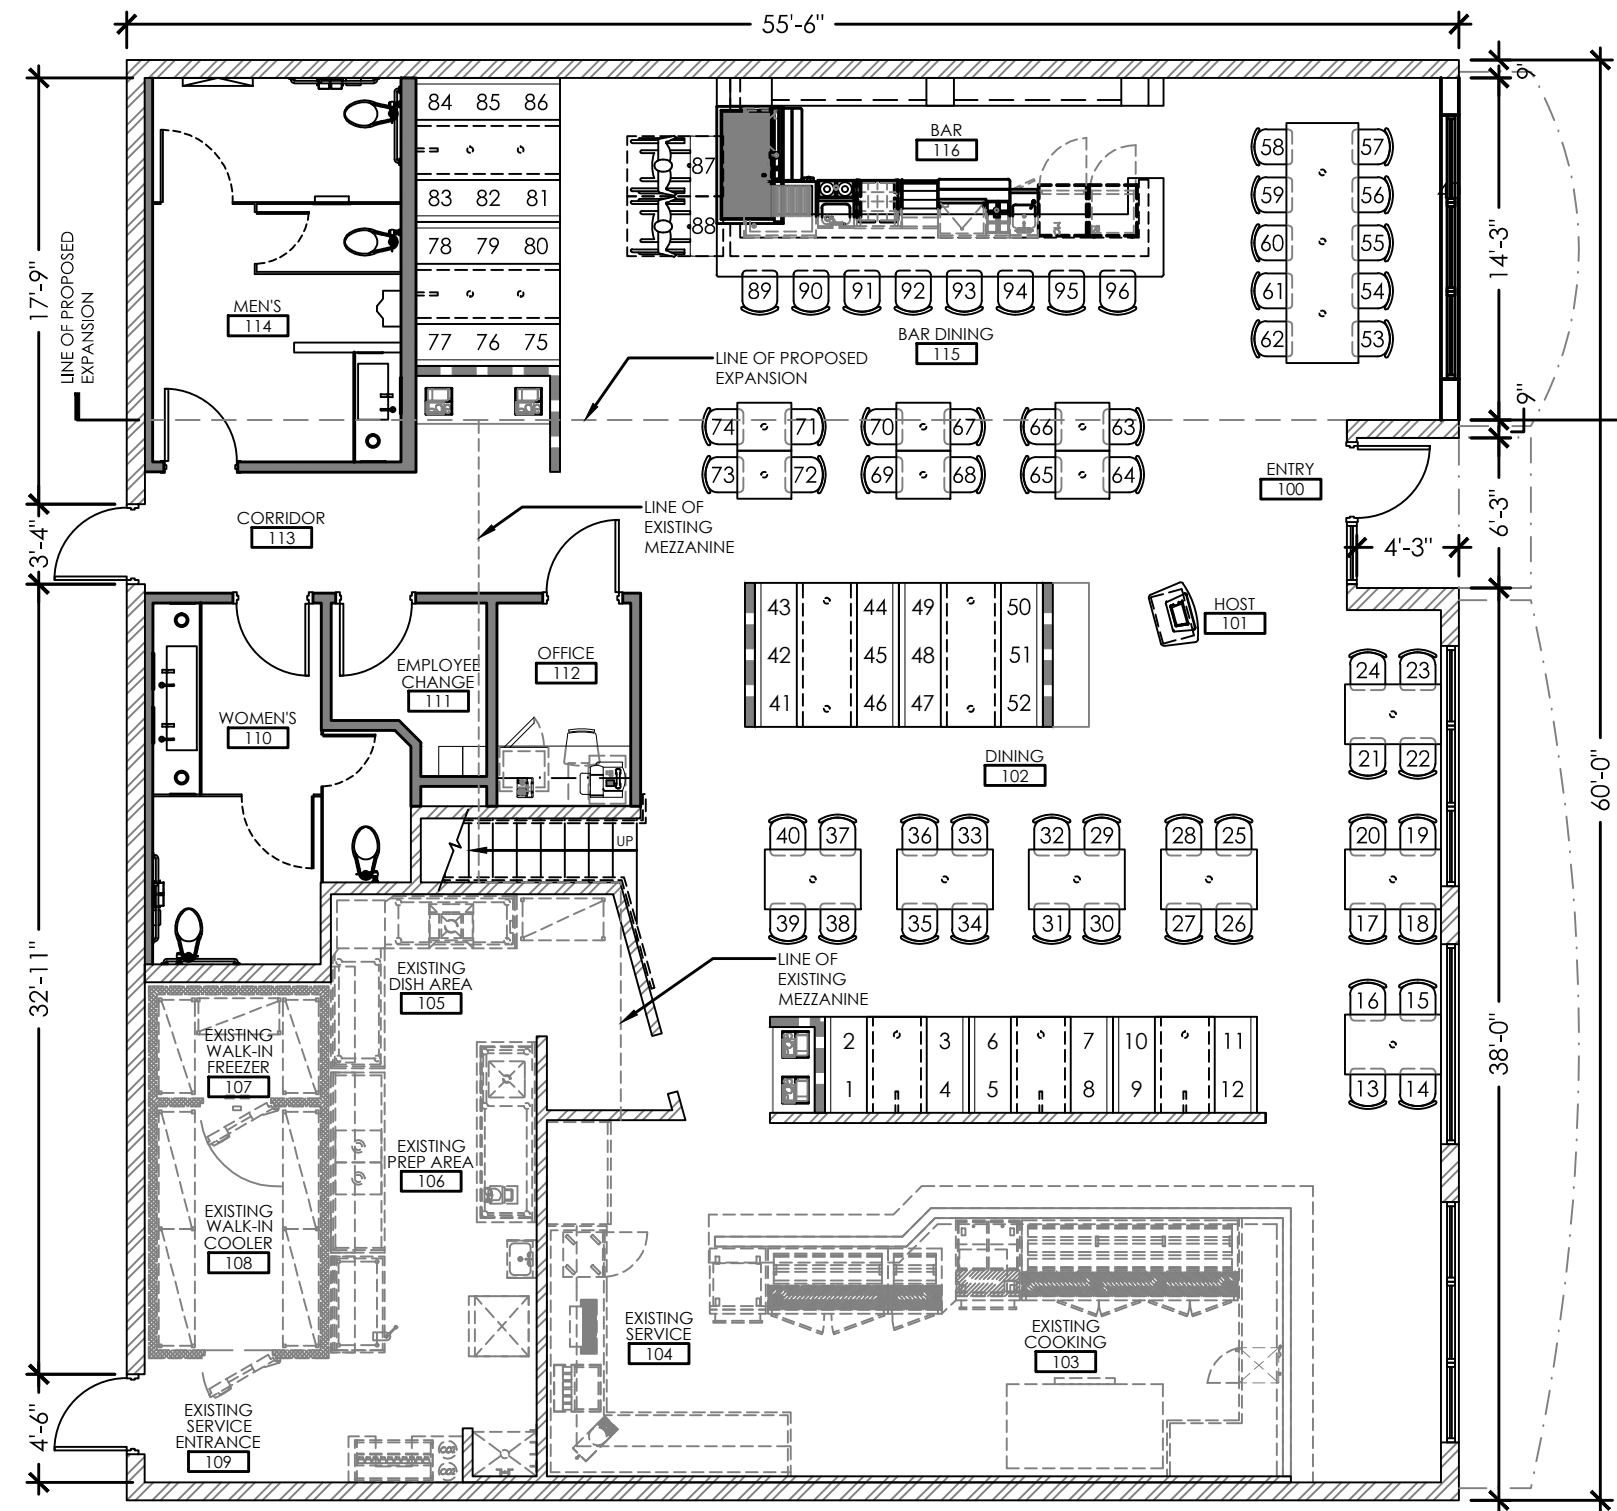 55'-6"
9"
84 85 86
83 82 81
78 79 80
77 76 75
87
88
BAR
116
58 57
59 56
60 55
61 54
62 53
14'-3"
17'-9"
LINE OF PROPOSED
EXPANSION
MEN'S
114
89 90 91 92 93 94 95 96
BAR DINING
115
LINE OF PROPOSED
EXPANSION
9"
74 71 70 67 66 63
73 72 69 68 65 64
ENTRY
100
6'-3"
4'-3"
CORRIDOR
113
3'-4"
LINE OF
EXISTING
MEZZANINE
43 44 49 50
42 45 48 51
41 46 47 52
HOST
101
EMPLOYEE
CHANGE
111
OFFICE
112
WOMEN'S
110
24 23
21 22
DINING
102
60'-0"
UP
40 37 36 33 32 29 28 25 20 19
39 38 35 34 31 30 27 26 17 18
32'-11"
EXISTING
DISH AREA
105
LINE OF
EXISTING
MEZZANINE
16 15
13 14
38'-0"
EXISTING
WALK-IN
FREEZER
107
2 3 6 7 10 11
1 4 5 8 9 12
EXISTING
PREP AREA
106
EXISTING
WALK-IN
COOLER
108
EXISTING
SERVICE
104
EXISTING
COOKING
103
4'-6"
EXISTING
SERVICE
ENTRANCE
109